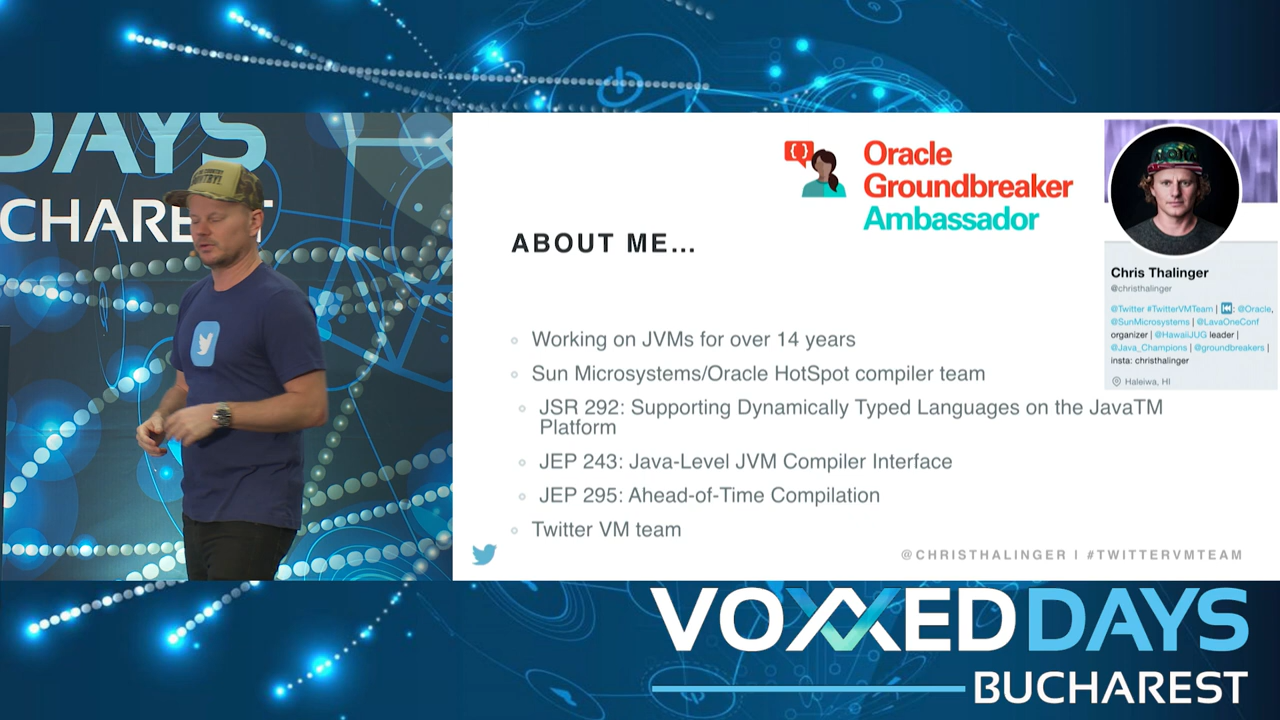 DAYS
CHAREST
TRY!
Oracle
Groundbreaker
Ambassador
ABOUT ME...
Working on JVMs for over 14 years
Sun Microsystems/Oracle HotSpot compiler team
JSR 292: Supporting Dynamically Typed Languages on the JavaTM
Platform
JEP 243: Java-Level JVM Compiler Interface
JEP 295: Ahead-of-Time Compilation
Twitter VM team
@CHRISTHALINGER | #TWITTERVMTEAM
Chris Thalinger
@christhalinger
@Twitter #TwitterVMTeam | ⏮: @Oracle,
@SunMicrosystems | @LavaOneConf
organizer | @HawaiiJUG leader |
@Java_Champions | @groundbreakers |
insta: christhalinger
Haleiwa, HI
VOXXED DAYS
BUCHAREST